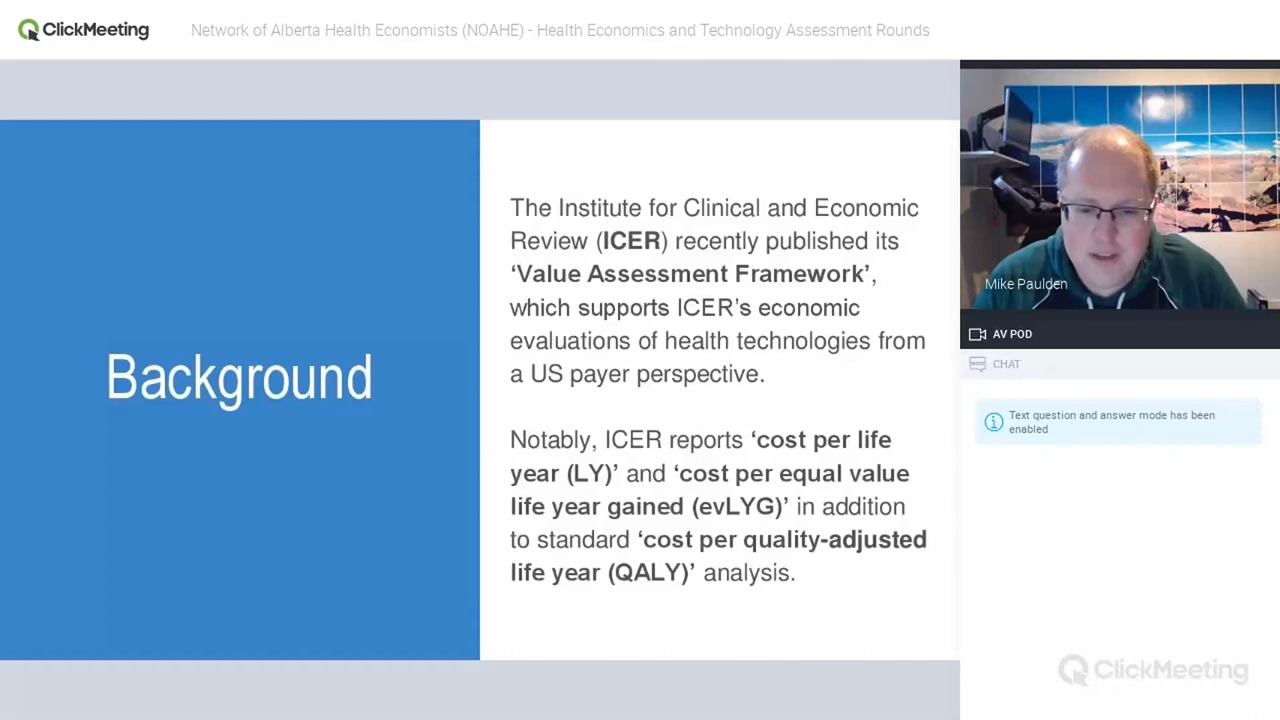 ClickMeeting
Network of Alberta Health Economists (NOAHE) - Health Economics and Technology Assessment Rounds
Background
The Institute for Clinical and Economic
Review (ICER) recently published its
‘Value Assessment Framework’,
which supports ICER’s economic
evaluations of health technologies from
a US payer perspective.
Notably, ICER reports ‘cost per life
year (LY)’ and ‘cost per equal value
life year gained (evLYG)’ in addition
to standard ‘cost per quality-adjusted
life year (QALY)’ analysis.
Mike Paulden
AV POD
CHAT
Text question and answer mode has been
enabled
ClickMeeting